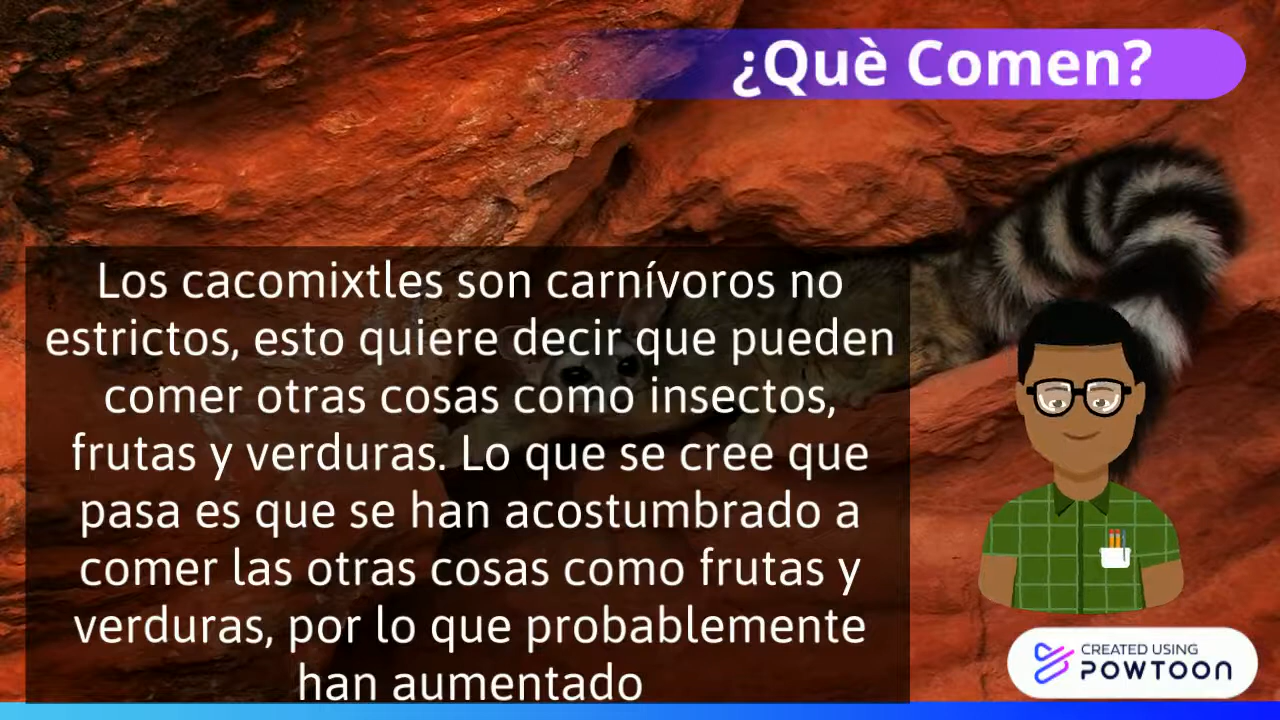 ¿Què Comen?
Los cacomixtles son carnívoros no
estrictos, esto quiere decir que pueden
comer otras cosas como insectos,
frutas y verduras. Lo que se cree que
pasa es que se han acostumbrado a
comer las otras cosas como frutas y
verduras, por lo que probablemente
han aumentado
CREATED USING
POWTOON